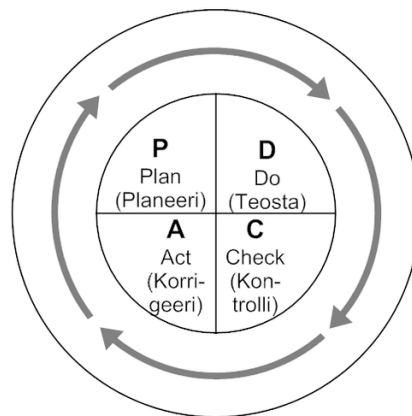 P
Plan
(Planeeri)
D
Do
(Teosta)
A
Act
(Korri-
geeri)
C
Check
(Kon-
trolli)